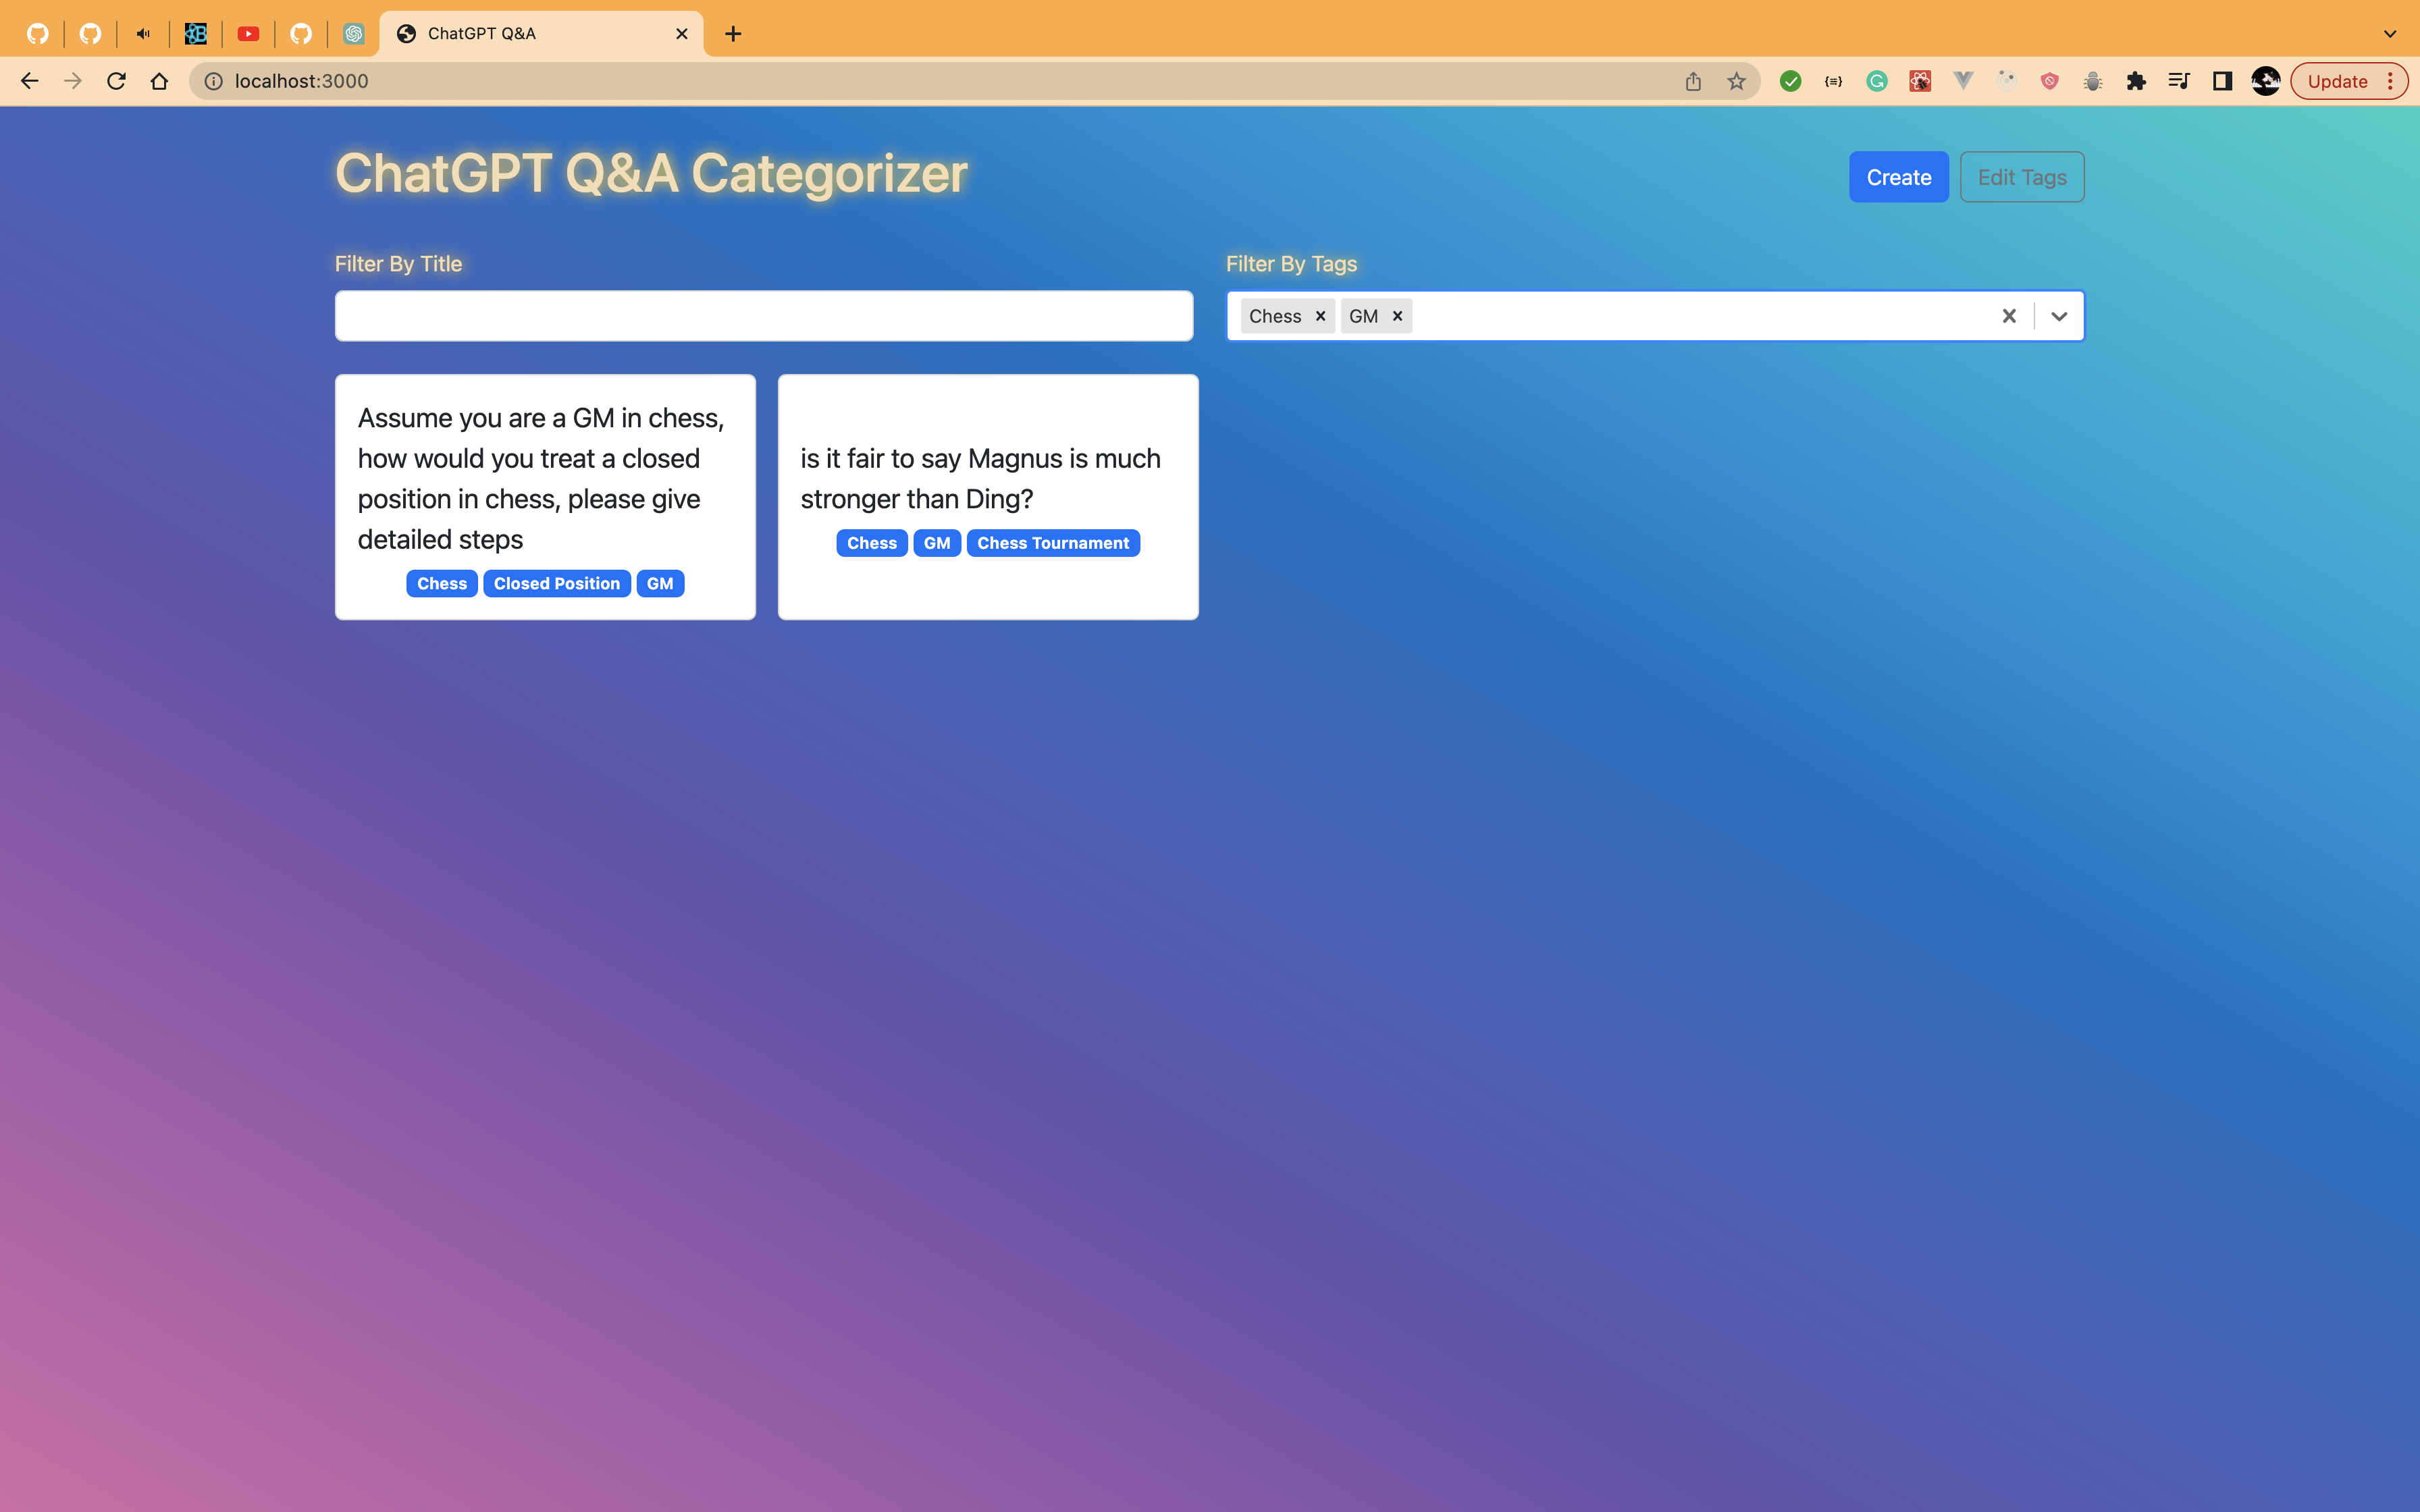 ChatGPT Q&A
localhost:3000
Update
ChatGPT Q&A Categorizer
Create
Edit Tags
Filter By Title
Filter By Tags
Chess
GM
Assume you are a GM in chess,
how would you treat a closed
position in chess, please give
detailed steps
Chess
Closed Position
GM
is it fair to say Magnus is much
stronger than Ding?
Chess
GM
Chess Tournament